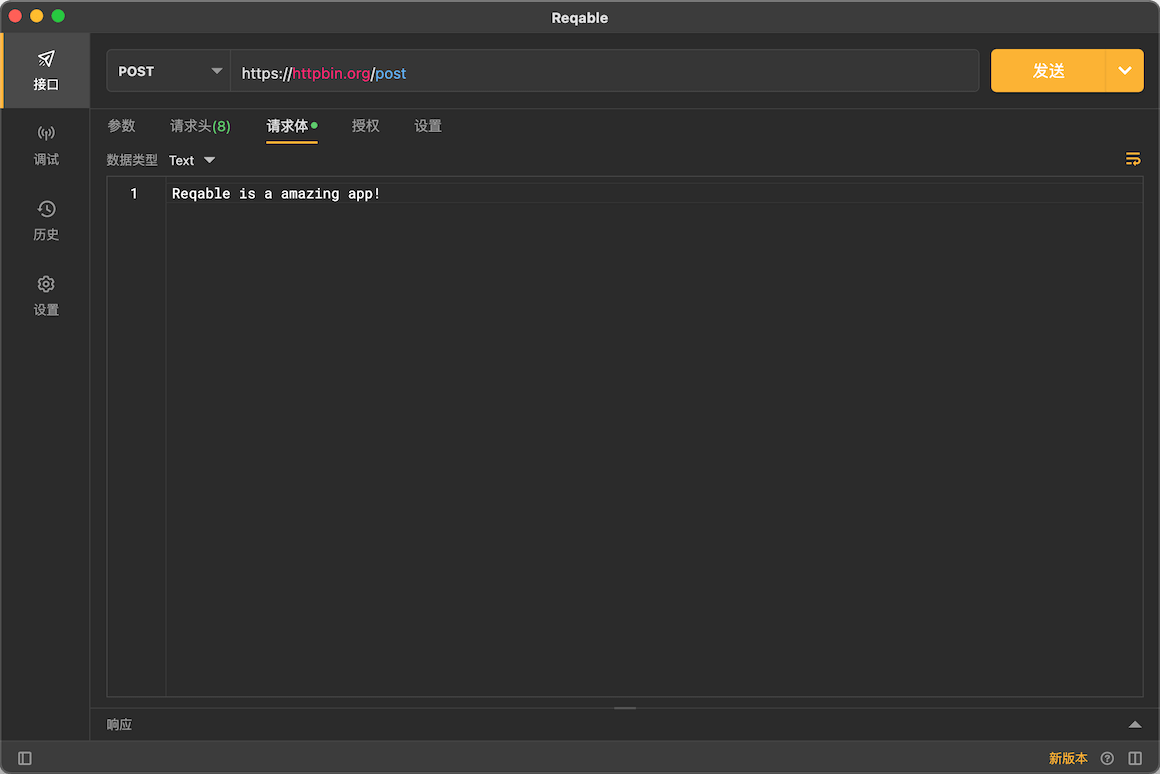 Reqable
接口
调试
历史
设置
POST
https://httpbin.org/post
发送
参数 请求头(8) 请求体 授权 设置
数据类型 Text
1 Reqable is a amazing app!
响应
新版本